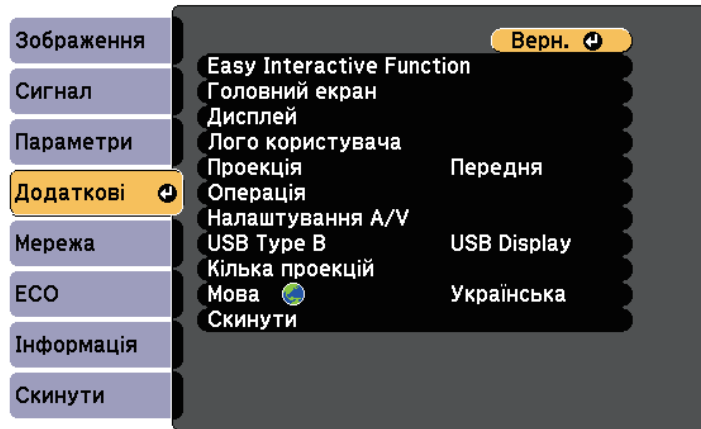 Зображення
Сигнал
Параметри
Додаткові
Мережа
ECO
Інформація
Скинути
Верн.
Easy Interactive Function
Головний екран
Дисплей
Лого користувача
Проекція Передня
Операція
Налаштування A/V
USB Type B USB Display
Кілька проекцій
Мова Українська
Скинути